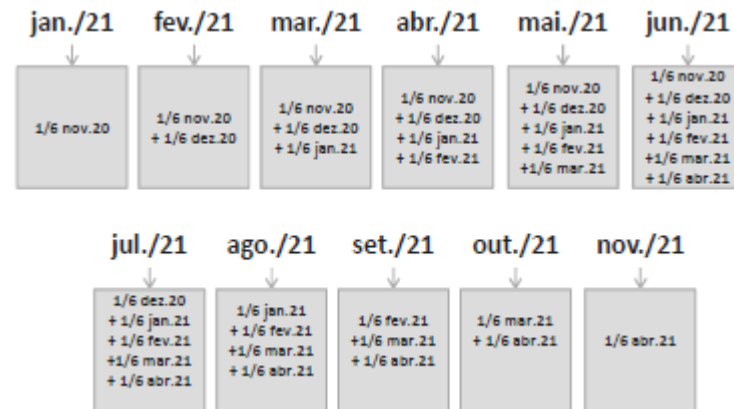 jan./21 fev./21 mar./21 abr./21 mai./21 jun./21
1/6 nov.20
1/6 nov.20
+ 1/6 dez.20
1/6 nov.20
+ 1/6 dez.20
+ 1/6 jan.21
1/6 nov.20
+ 1/6 dez.20
+ 1/6 jan.21
+ 1/6 fev.21
1/6 nov.20
+ 1/6 dez.20
+ 1/6 jan.21
+ 1/6 fev.21
+1/6 mar.21
1/6 nov.20
+ 1/6 dez.20
+ 1/6 jan.21
+ 1/6 fev.21
+1/6 mar.21
+ 1/6 abr.21
jul./21 ago./21 set./21 out./21 nov./21
1/6 dez.20
+ 1/6 jan.21
+ 1/6 fev.21
+1/6 mar.21
+ 1/6 abr.21
1/6 jan.21
+ 1/6 fev.21
+1/6 mar.21
+ 1/6 abr.21
1/6 fev.21
+1/6 mar.21
+ 1/6 abr.21
1/6 mar.21
+ 1/6 abr.21
1/6 abr.21